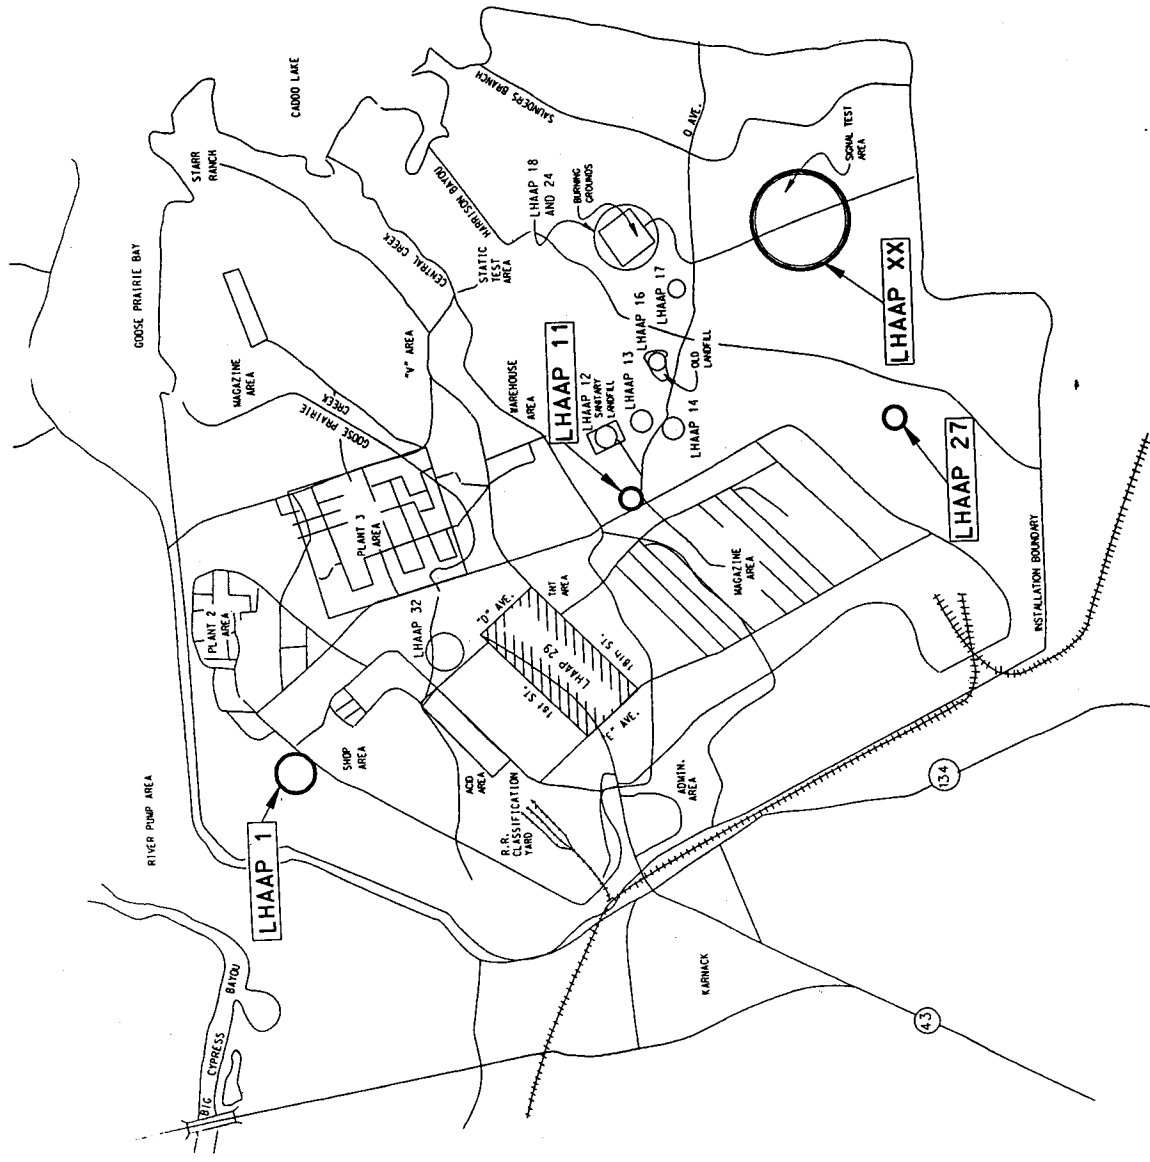 RIVER PUMP AREA
GOOSE PRAIRIE BAY
CADDO LAKE
STARR
RANCH
BIG CYPRESS BAYOU
LHAAP 1
SHOP
AREA
PLANT 2
AREA
PLANT 3
AREA
MAGAZINE
AREA
GOOSE PRAIRIE
CREEK
CENTRAL CREEK
HARRISON BAYOU
SAUNDERS BRANCH
"V" AREA
STATIC
TEST
AREA
WAREHOUSE
AREA
LHAAP 32
ACID
AREA
R.R.
CLASSIFICATION
YARD
"D" AVE.
TNT
AREA
1st ST.
LHAAP 29
18th ST.
"E" AVE.
ADMIN.
AREA
LHAAP 11
LHAAP 12
SANITARY
LANDFILL
LHAAP 13
LHAAP 14
LHAAP 16
OLD
LANDFILL
LHAAP 17
LHAAP 18
AND 24
BURNING
GROUNDS
Q AVE.
SIGNAL TEST
AREA
LHAAP XX
LHAAP 27
MAGAZINE
AREA
INSTALLATION BOUNDARY
KARNACK
134
43